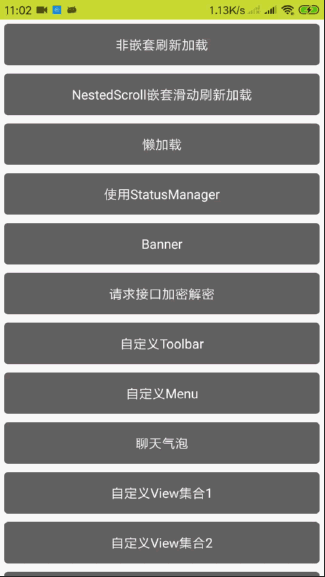 11:02
1.13K/s
非嵌套刷新加载
NestedScroll嵌套滑动刷新加载
懒加载
使用StatusManager
Banner
请求接口加密解密
自定义Toolbar
自定义Menu
聊天气泡
自定义View集合1
自定义View集合2